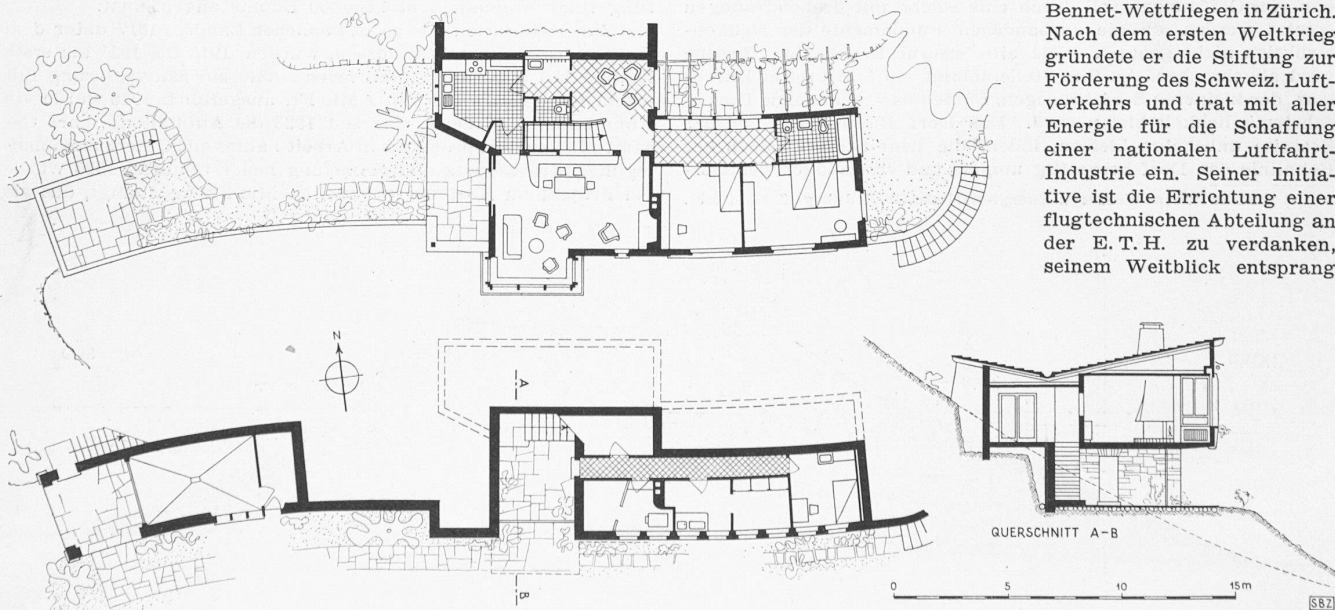 Bennet-Wettfliegen in Zürich.
Nach dem ersten Weltkrieg
gründete er die Stiftung zur
Förderung des Schweiz. Luft-
verkehrs und trat mit aller
Energie für die Schaffung
einer nationalen Luftfahrt-
Industrie ein. Seiner Initia-
tive ist die Errichtung einer
flugtechnischen Abteilung an
der E. T. H. zu verdanken,
seinem Weitblick entsprang
N
A
B
QUERSCHNITT A-B
0 5 10 15 m
SBZ